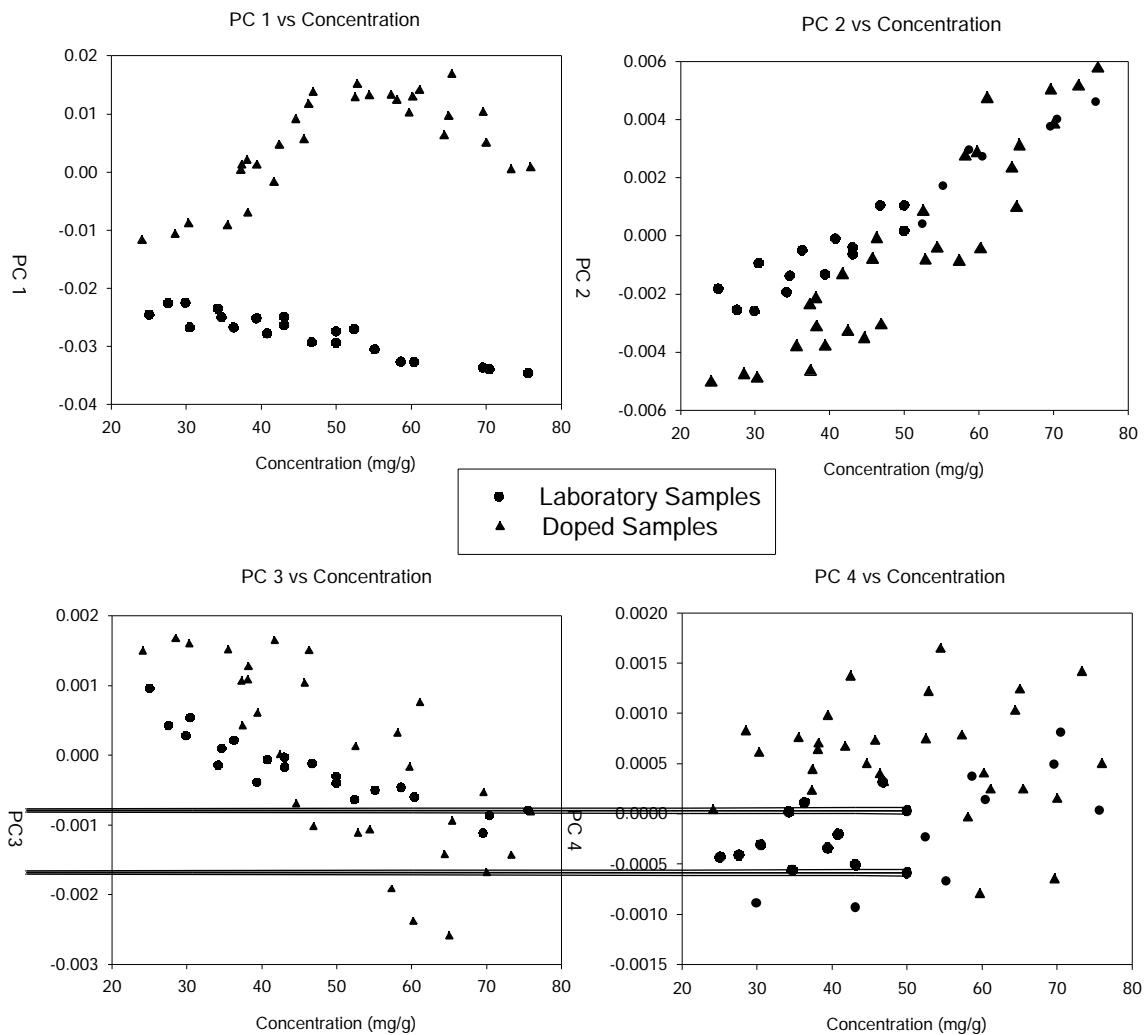 PC 1 vs Concentration
0.02
0.01
0.00
-0.01
-0.02
-0.03
-0.04
PC 1
20 30 40 50 60 70 80
Concentration (mg/g)
PC 2 vs Concentration
0.006
0.004
0.002
0.000
-0.002
-0.004
-0.006
PC 2
20 30 40 50 60 70 80
Concentration (mg/g)
Laboratory Samples
Doped Samples
PC 3 vs Concentration
0.002
0.001
0.000
-0.001
-0.002
-0.003
PC3
20 30 40 50 60 70 80
Concentration (mg/g)
PC 4 vs Concentration
0.0020
0.0015
0.0010
0.0005
0.0000
-0.0005
-0.0010
-0.0015
PC 4
20 30 40 50 60 70 80
Concentration (mg/g)